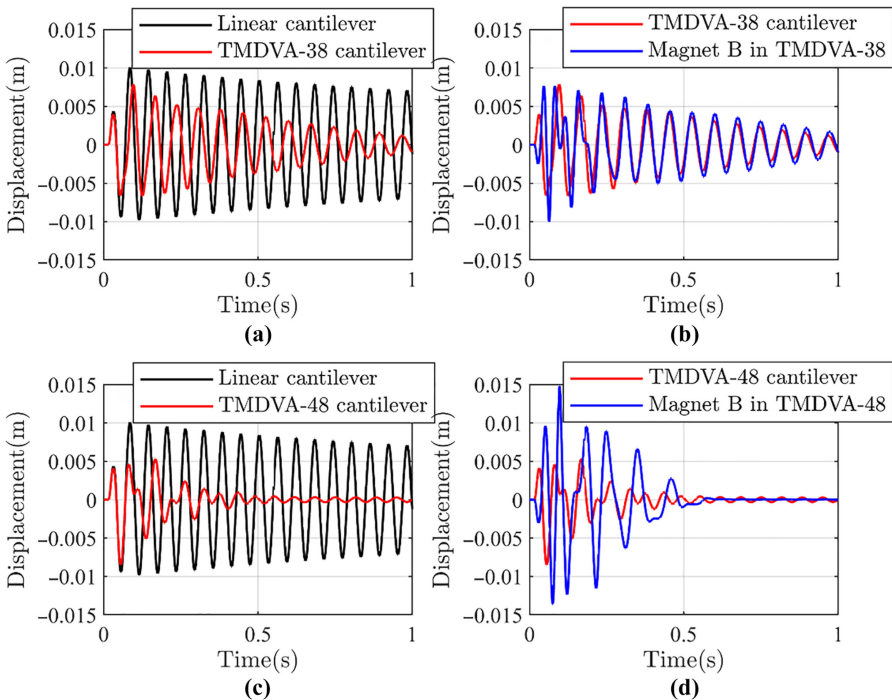 Linear cantilever
TMDVA-38 cantilever
Displacement(m)
0.015
0.01
0.005
0
−0.005
−0.01
−0.015
0
0.5
1
Time(s)
(a)
TMDVA-38 cantilever
Magnet B in TMDVA-38
Displacement(m)
0.015
0.01
0.005
0
−0.005
−0.01
−0.015
0
0.5
1
Time(s)
(b)
Linear cantilever
TMDVA-48 cantilever
Displacement(m)
0.015
0.01
0.005
0
−0.005
−0.01
−0.015
0
0.5
1
Time(s)
(c)
TMDVA-48 cantilever
Magnet B in TMDVA-48
Displacement(m)
0.015
0.01
0.005
0
−0.005
−0.01
−0.015
0
0.5
1
Time(s)
(d)